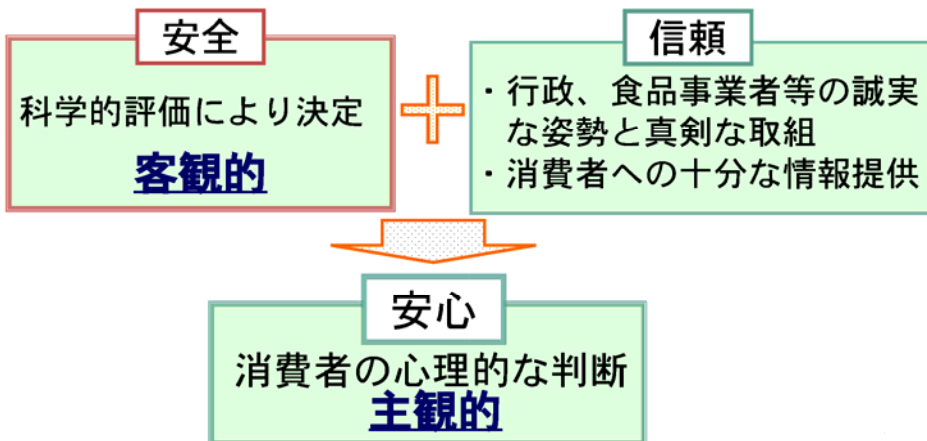 安全
科学的評価により決定
客観的
信頼
・行政、食品事業者等の誠実
な姿勢と真剣な取組
・消費者への十分な情報提供
安心
消費者の心理的な判断
主観的